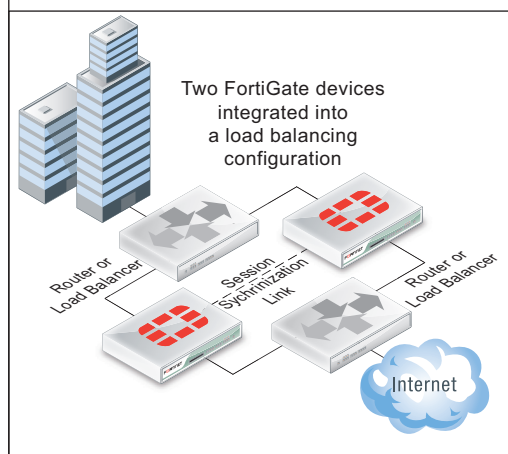 Two FortiGate devices
integrated into
a load balancing
configuration
Router or
Load Balancer
Session
Sychrinization
Link
Router or
Load Balancer
Internet